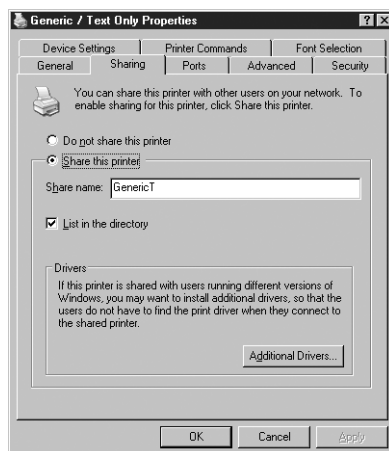 Generic / Text Only Properties
Device Settings Printer Commands Font Selection
General Sharing Ports Advanced Security
You can share this printer with other users on your network. To
enable sharing for this printer, click Share this printer.
Do not share this printer
Share this printer
Share name: GenericT
List in the directory
Drivers
If this printer is shared with users running different versions of
Windows, you may want to install additional drivers, so that the
users do not have to find the print driver when they connect to
the shared printer.
Additional Drivers...
OK Cancel Apply